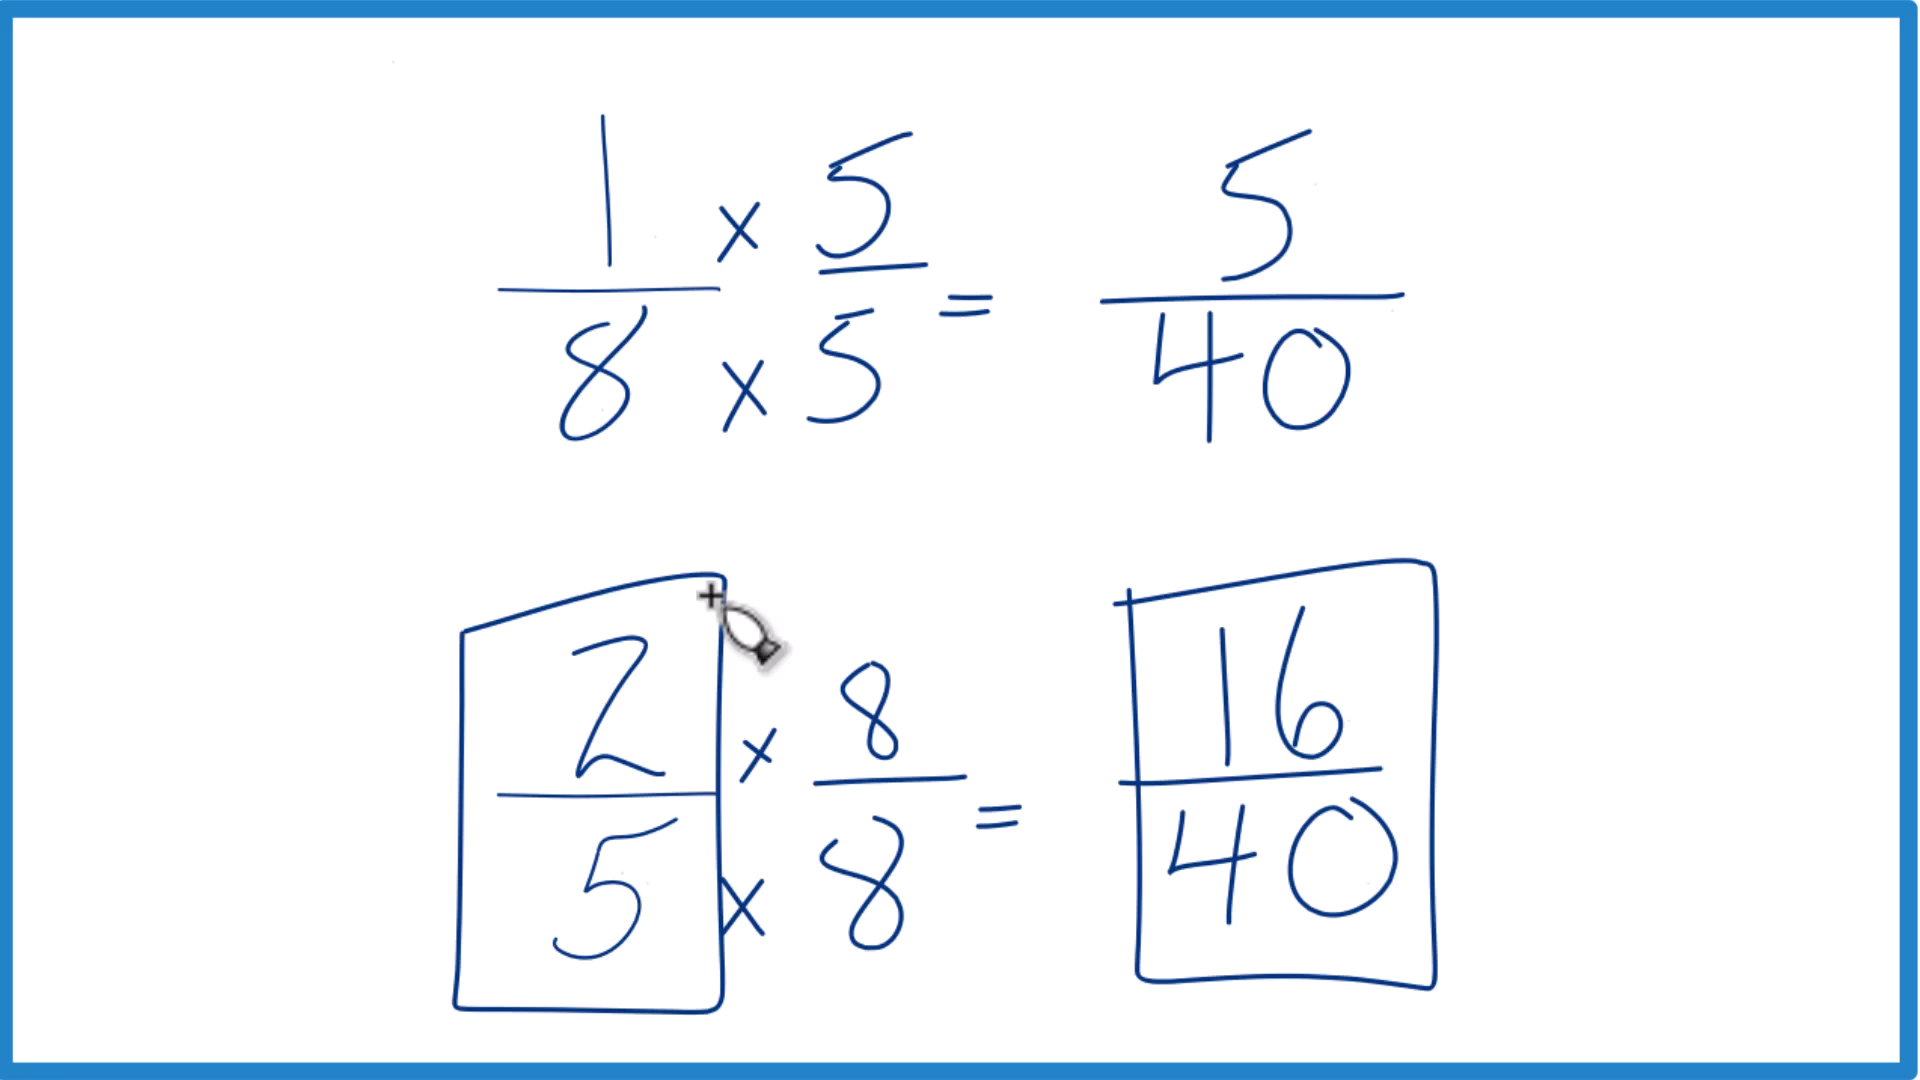 1/8 × 5/5 = 5/40
2/5 × 8/8 = 16/40